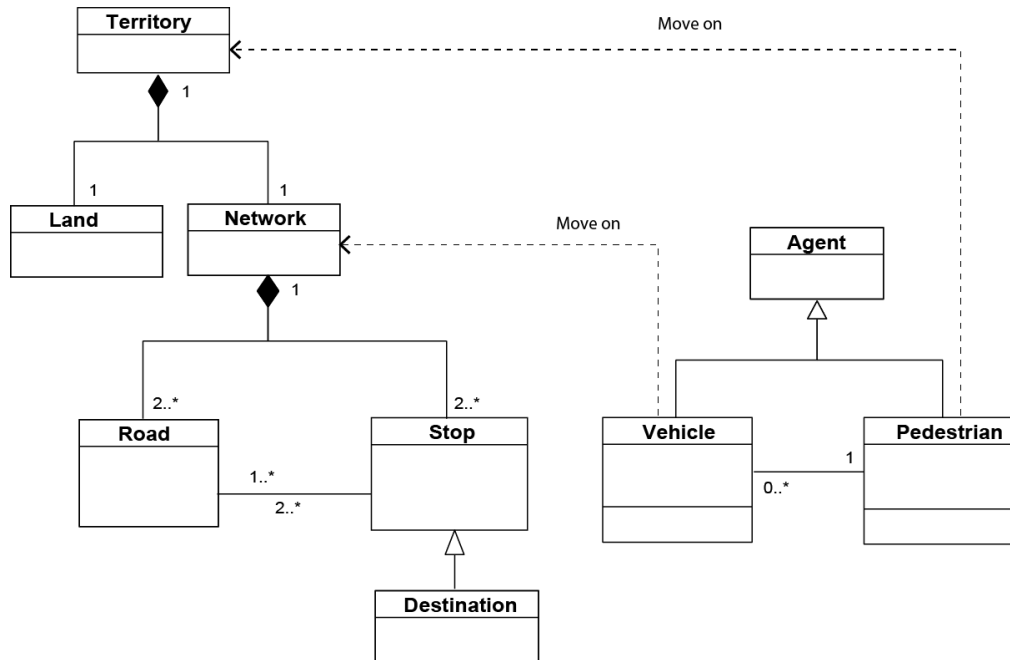 Territory
Move on
1
1
1
Land
Network
Move on
Agent
1
2..*
2..*
Road
Stop
Vehicle
Pedestrian
1..*
2..*
1
0..*
Destination